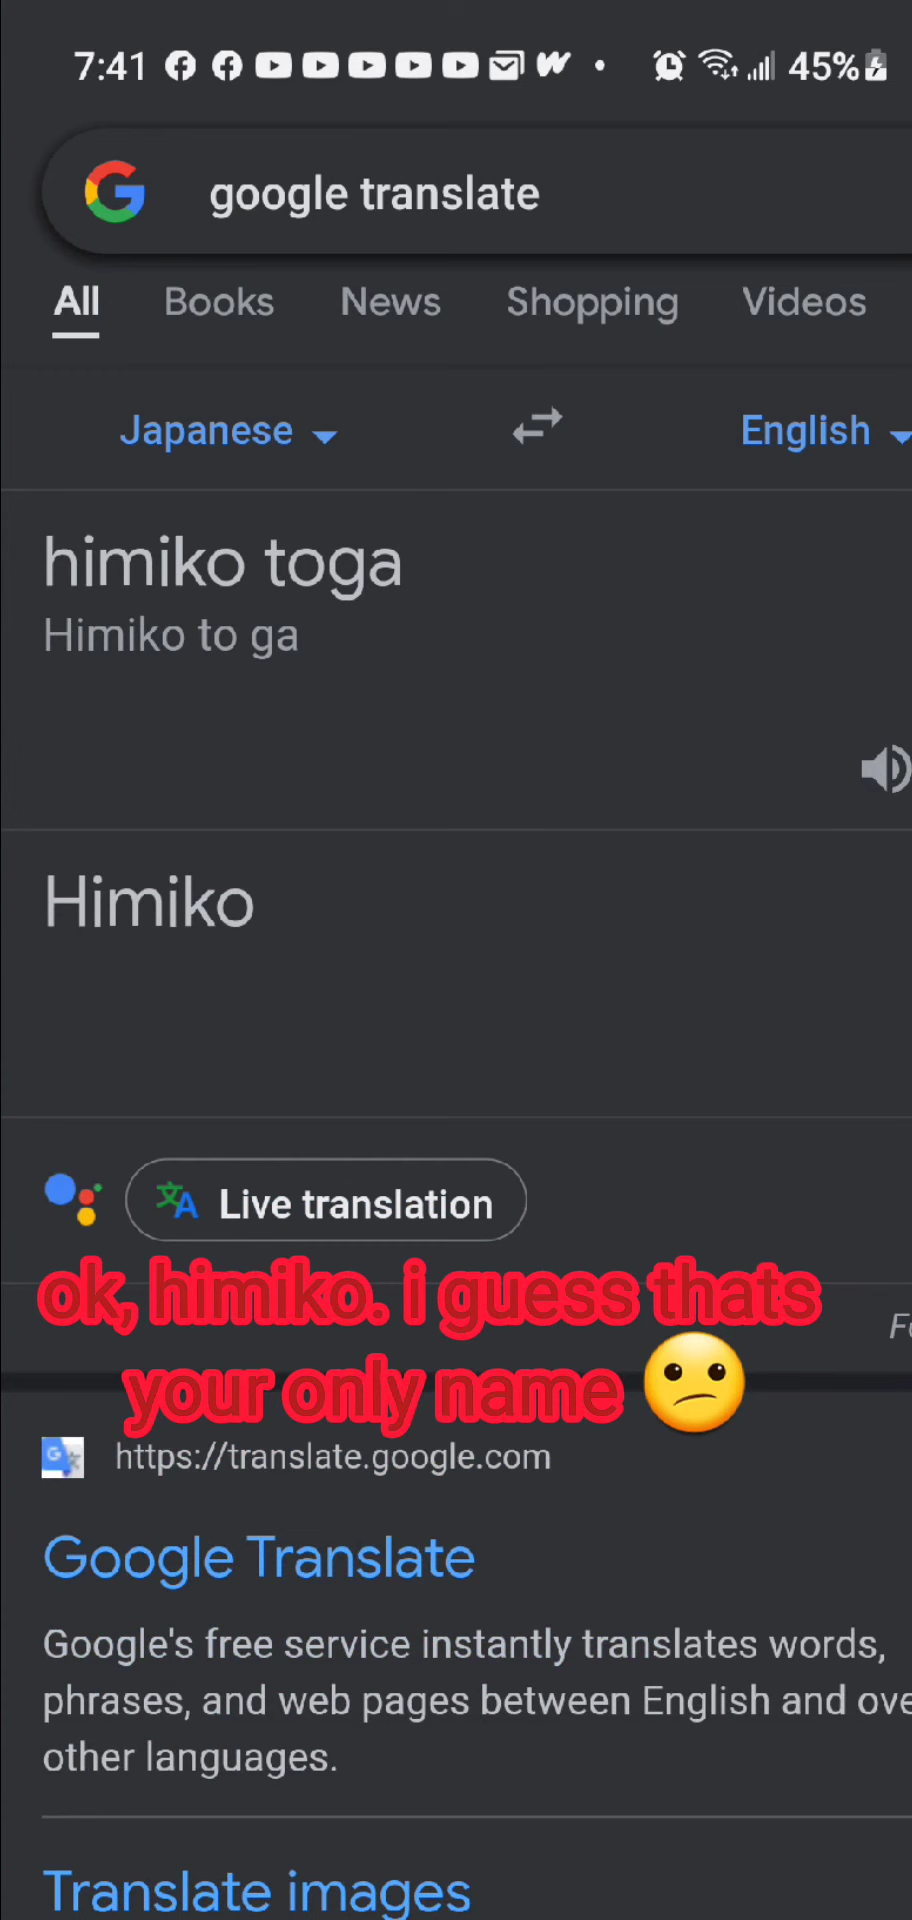 7:41 45%
google translate
All Books News Shopping Videos
Japanese English
himiko toga
Himiko to ga
Himiko
Live translation
ok, himiko. i guess thats
your only name
https://translate.google.com
Google Translate
Google's free service instantly translates words,
phrases, and web pages between English and ove
other languages.
Translate images